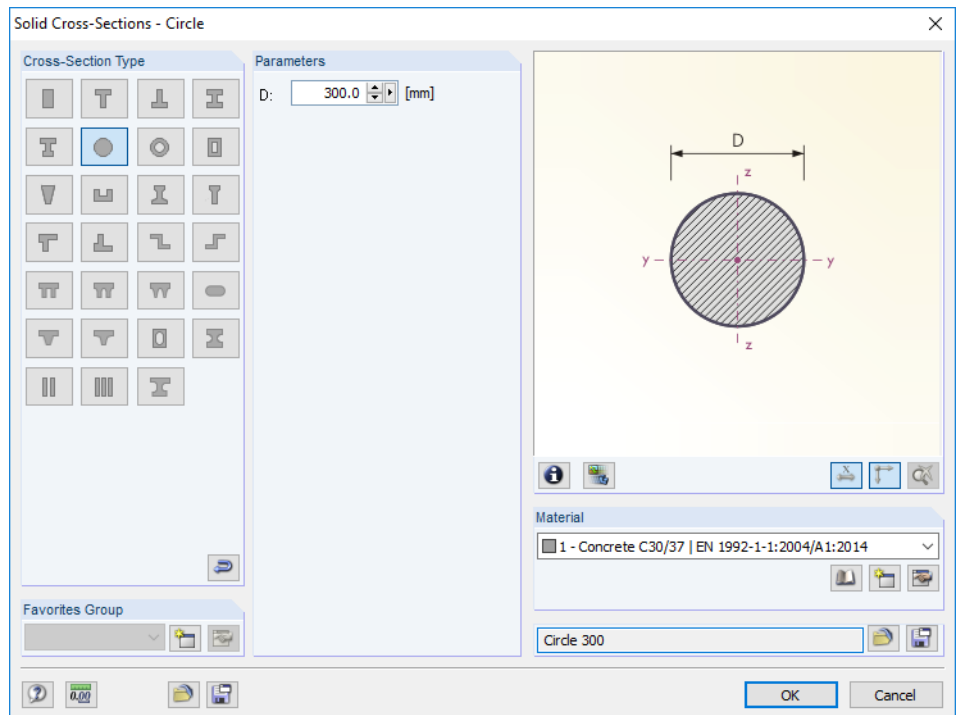 Solid Cross-Sections - Circle
Cross-Section Type
Parameters
D: 300.0 [mm]
D
z
y
y
z
X
Material
1 - Concrete C30/37 | EN 1992-1-1:2004/A1:2014
Favorites Group
Circle 300
0.00
OK
Cancel